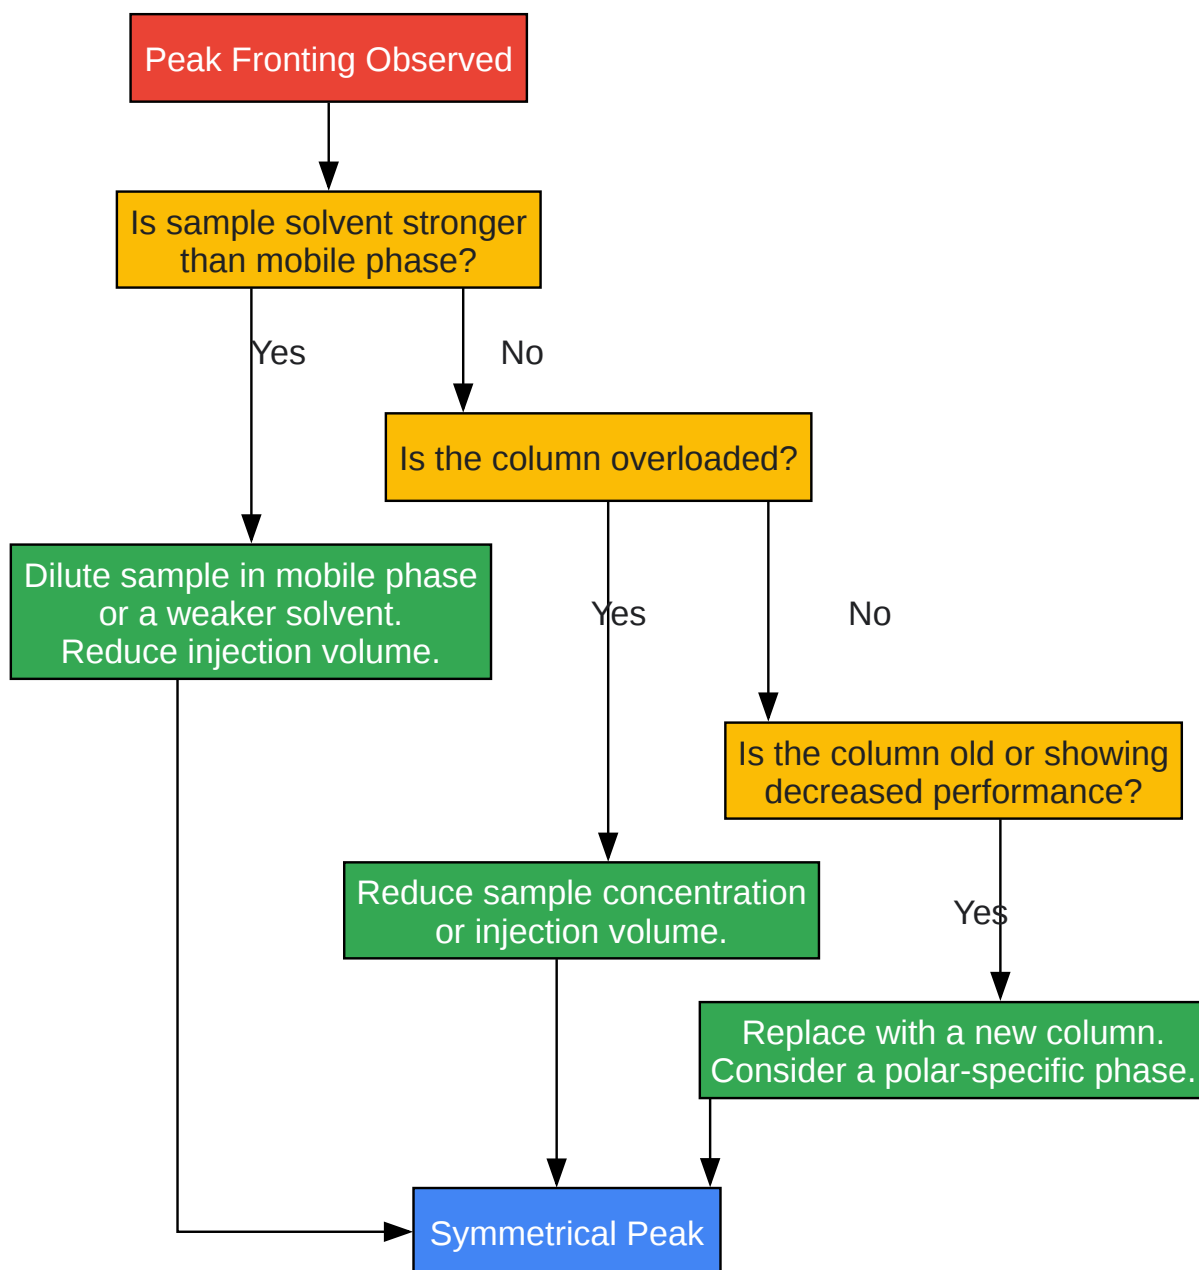 Peak Fronting Observed
Is sample solvent stronger
than mobile phase?
Yes
No
Is the column overloaded?
Dilute sample in mobile phase
or a weaker solvent.
Reduce injection volume.
Yes
No
Is the column old or showing
decreased performance?
Reduce sample concentration
or injection volume.
Yes
Replace with a new column.
Consider a polar-specific phase.
Symmetrical Peak